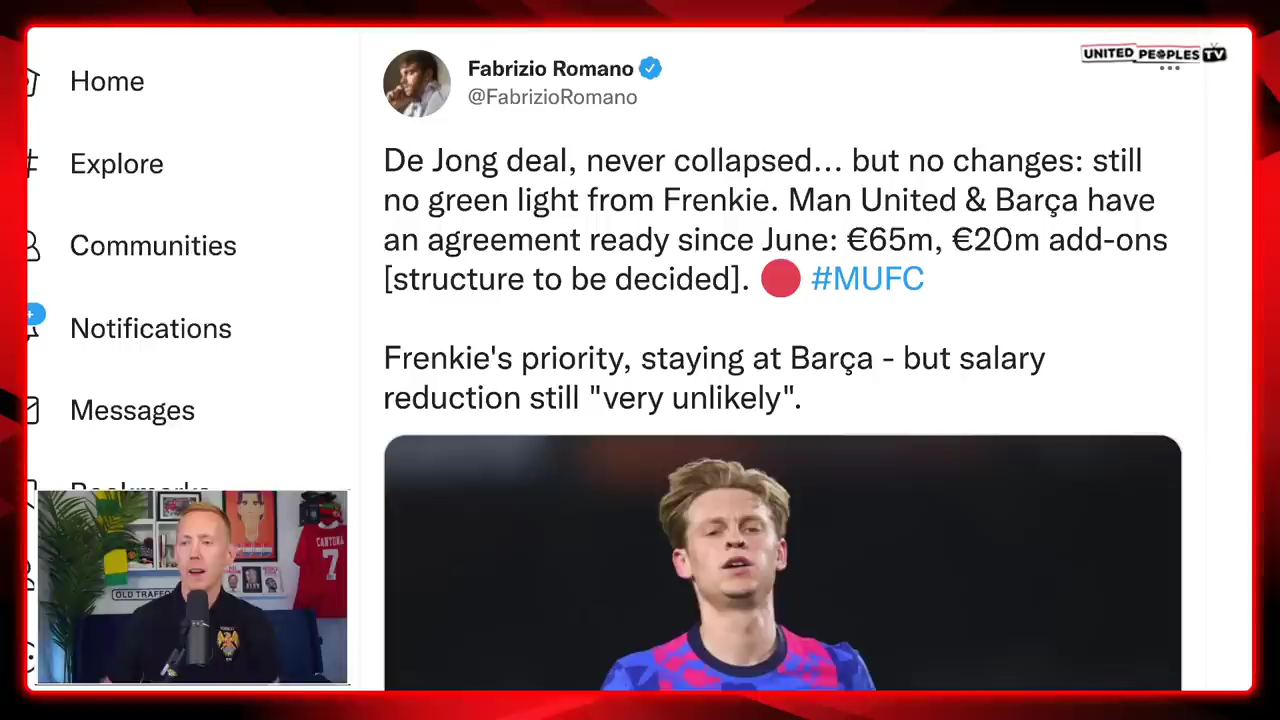 UNITED PEOPLES TV
Home
Explore
Communities
Notifications
Messages
Bookmarks
Fabrizio Romano
@FabrizioRomano
De Jong deal, never collapsed... but no changes: still
no green light from Frenkie. Man United & Barça have
an agreement ready since June: €65m, €20m add-ons
[structure to be decided]. #MUFC
Frenkie's priority, staying at Barça - but salary
reduction still "very unlikely".
CANTONA
7
OLD TRAFFO